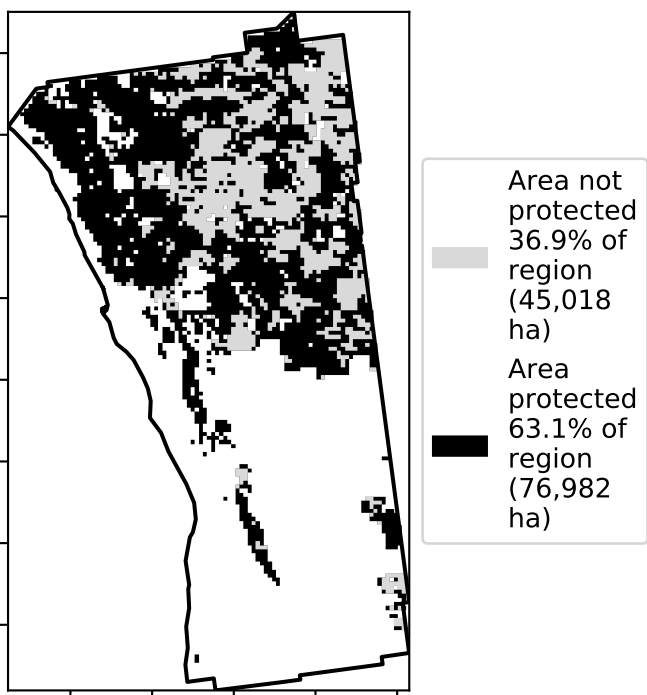 Area not
protected
36.9% of
region
(45,018
ha)
Area
protected
63.1% of
region
(76,982
ha)